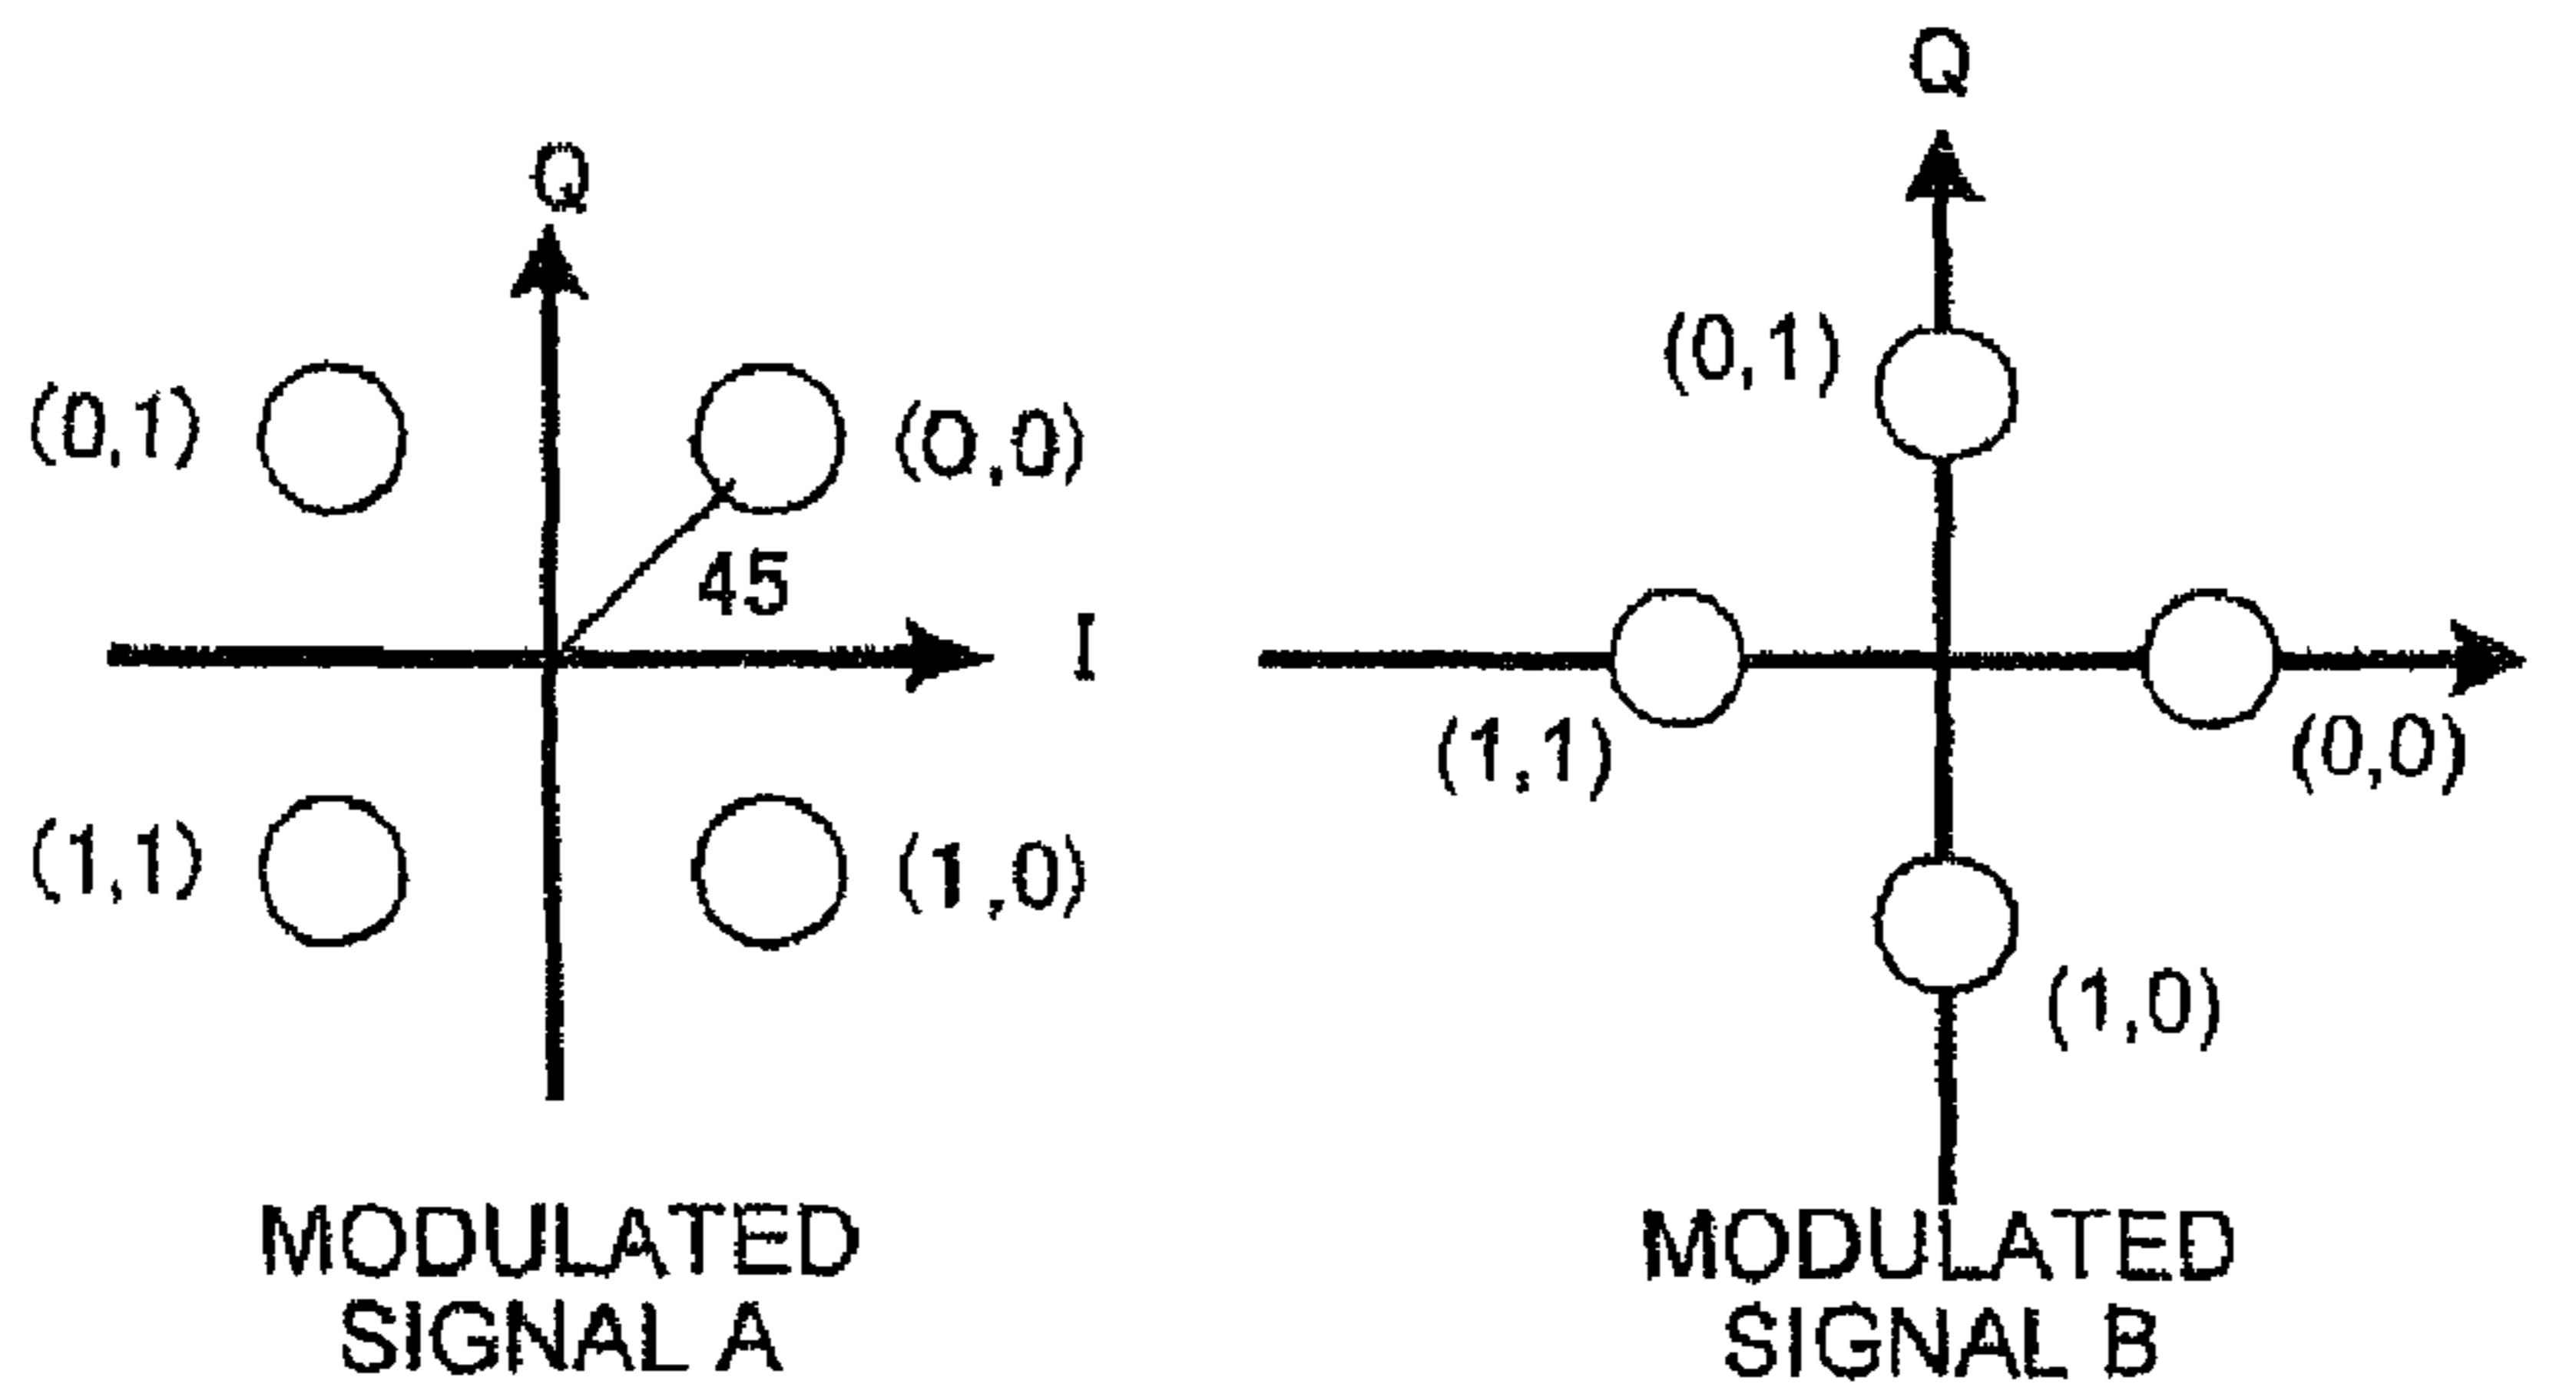 Q
(0,1)
(0,0)
45
I
(1,1)
(1,0)
MODULATED
SIGNAL A
Q
(0,1)
(1,1)
(0,0)
(1,0)
MODULATED
SIGNAL B